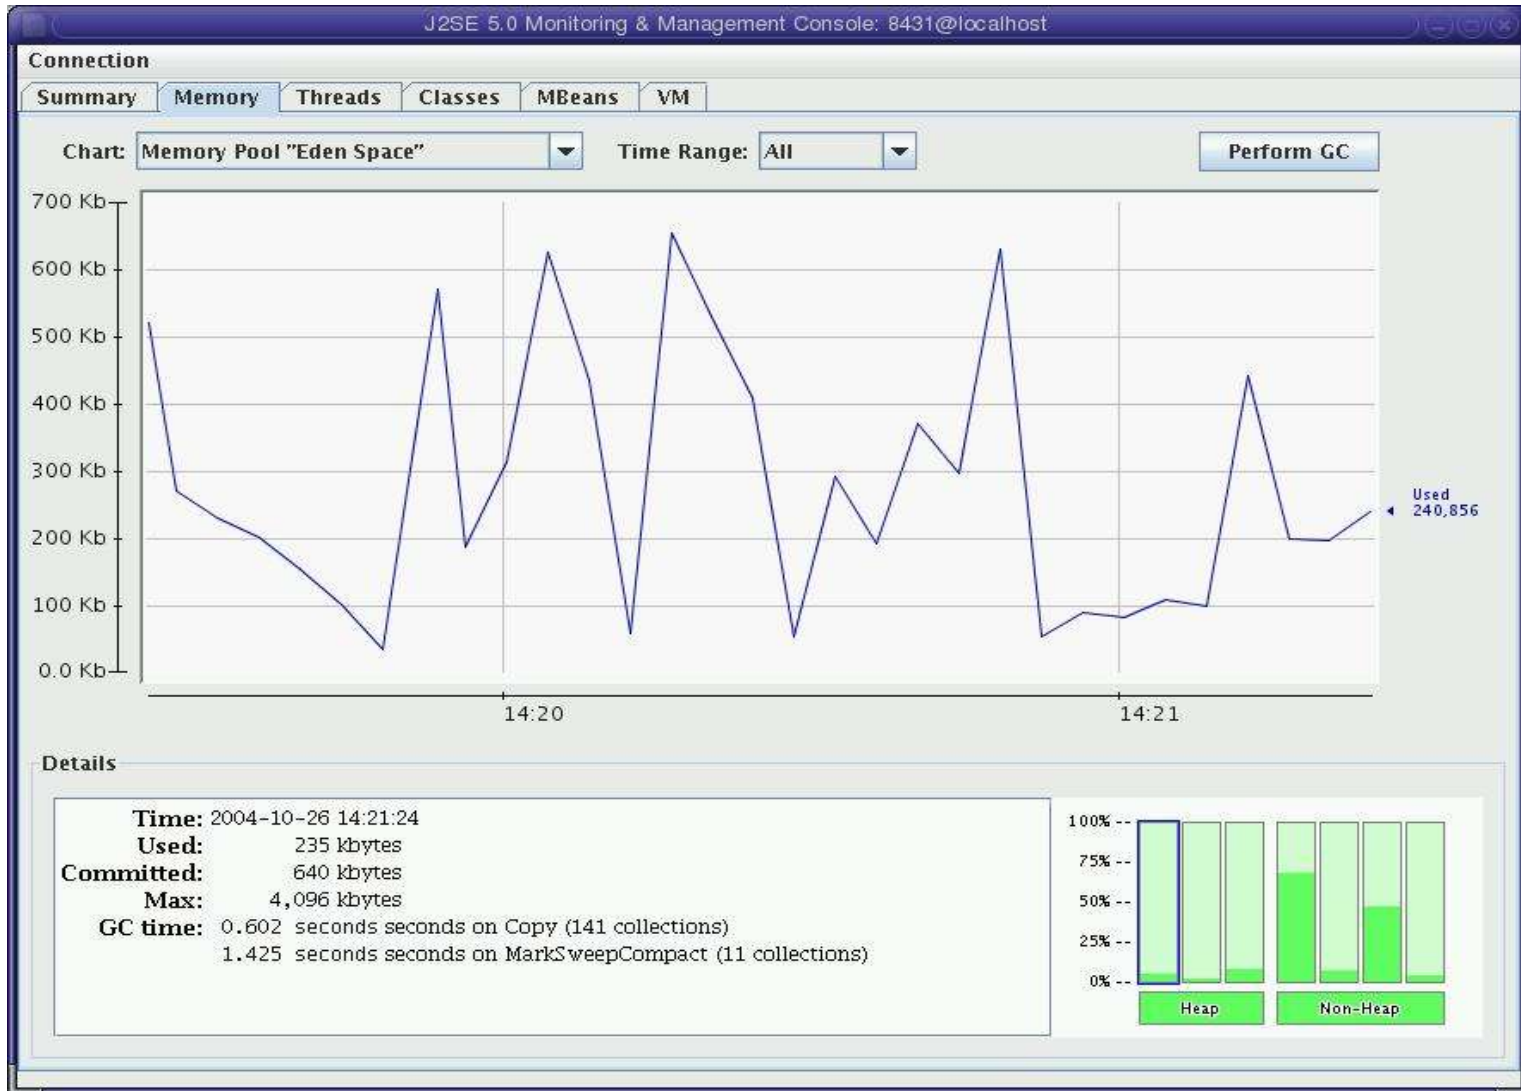 J2SE 5.0 Monitoring & Management Console: 8431@localhost
Connection
Summary Memory Threads Classes MBeans VM
Chart: Memory Pool "Eden Space" Time Range: All Perform GC
700 Kb
600 Kb
500 Kb
400 Kb
300 Kb
200 Kb
100 Kb
0.0 Kb
Used
240,856
14:20 14:21
Details
Time: 2004-10-26 14:21:24
Used: 235 kbytes
Committed: 640 kbytes
Max: 4,096 kbytes
GC time: 0.602 seconds seconds on Copy (141 collections)
1.425 seconds seconds on MarkSweepCompact (11 collections)
100% --
75% --
50% --
25% --
0% --
Heap Non-Heap